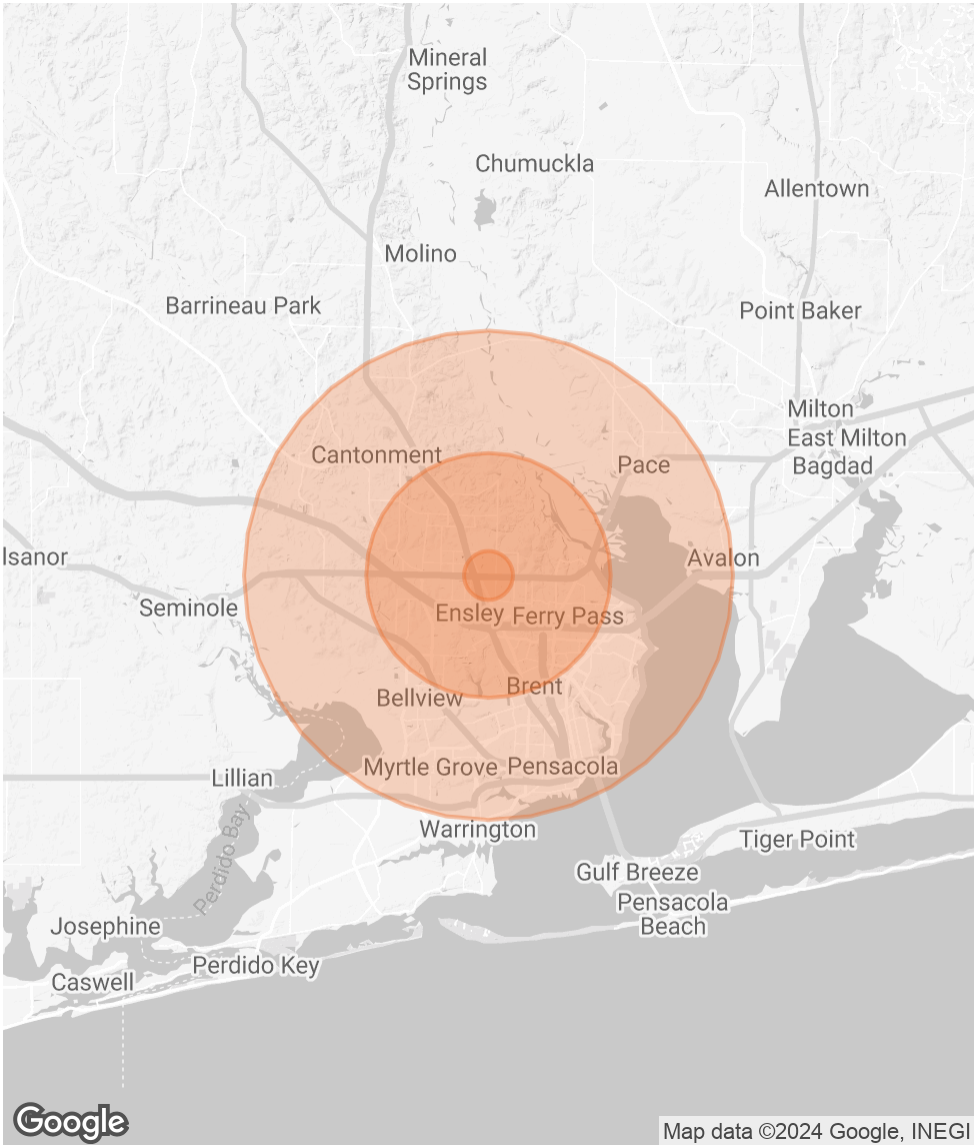 Mineral
Springs
Chumuckla
Allentown
Molino
Barrineau Park
Point Baker
Milton
East Milton
Cantonment
Pace
Bagdad
lsanor
Avalon
Seminole
Ensley
Ferry Pass
Brent
Bellview
Myrtle Grove
Pensacola
Lillian
Warrington
Tiger Point
Perdido Bay
Gulf Breeze
Pensacola
Beach
Josephine
Perdido Key
Caswell
Google
Map data ©2024 Google, INEGI